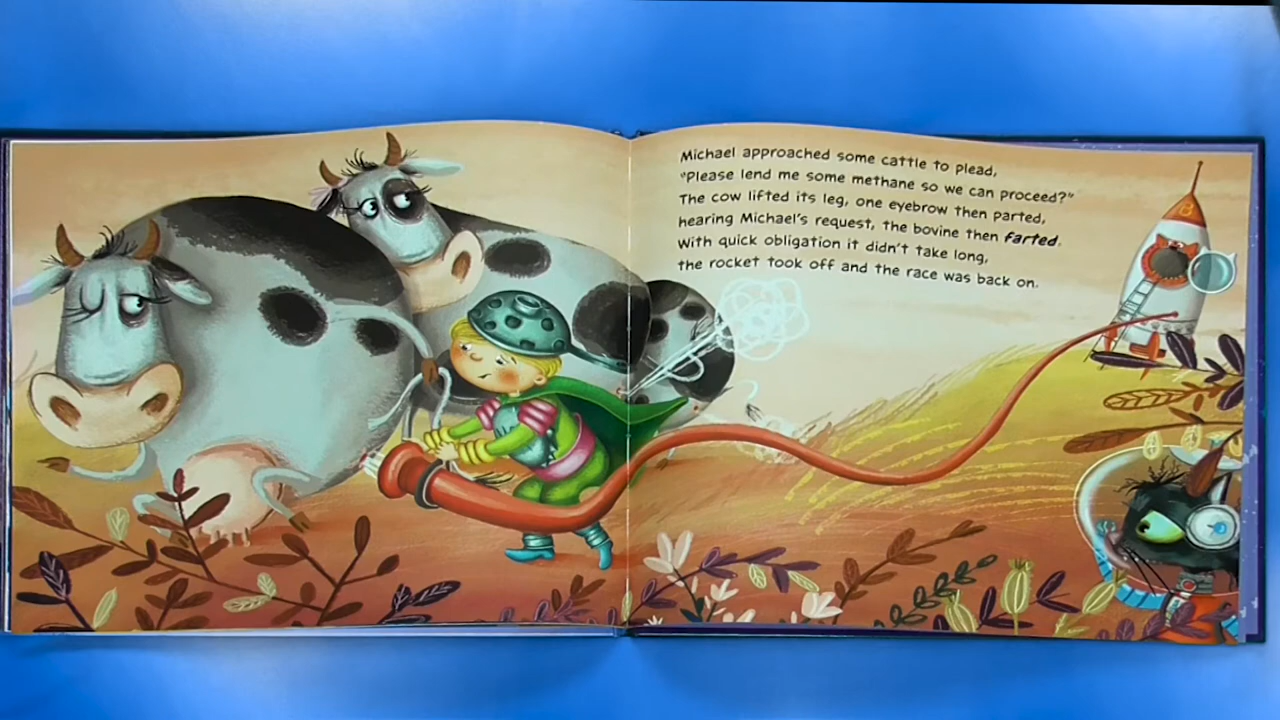 Michael approached some cattle to plead,
"Please lend me some methane so we can proceed?"
The cow lifted its leg, one eyebrow then parted,
hearing Michael's request, the bovine then farted.
With quick obligation it didn't take long,
the rocket took off and the race was back on.